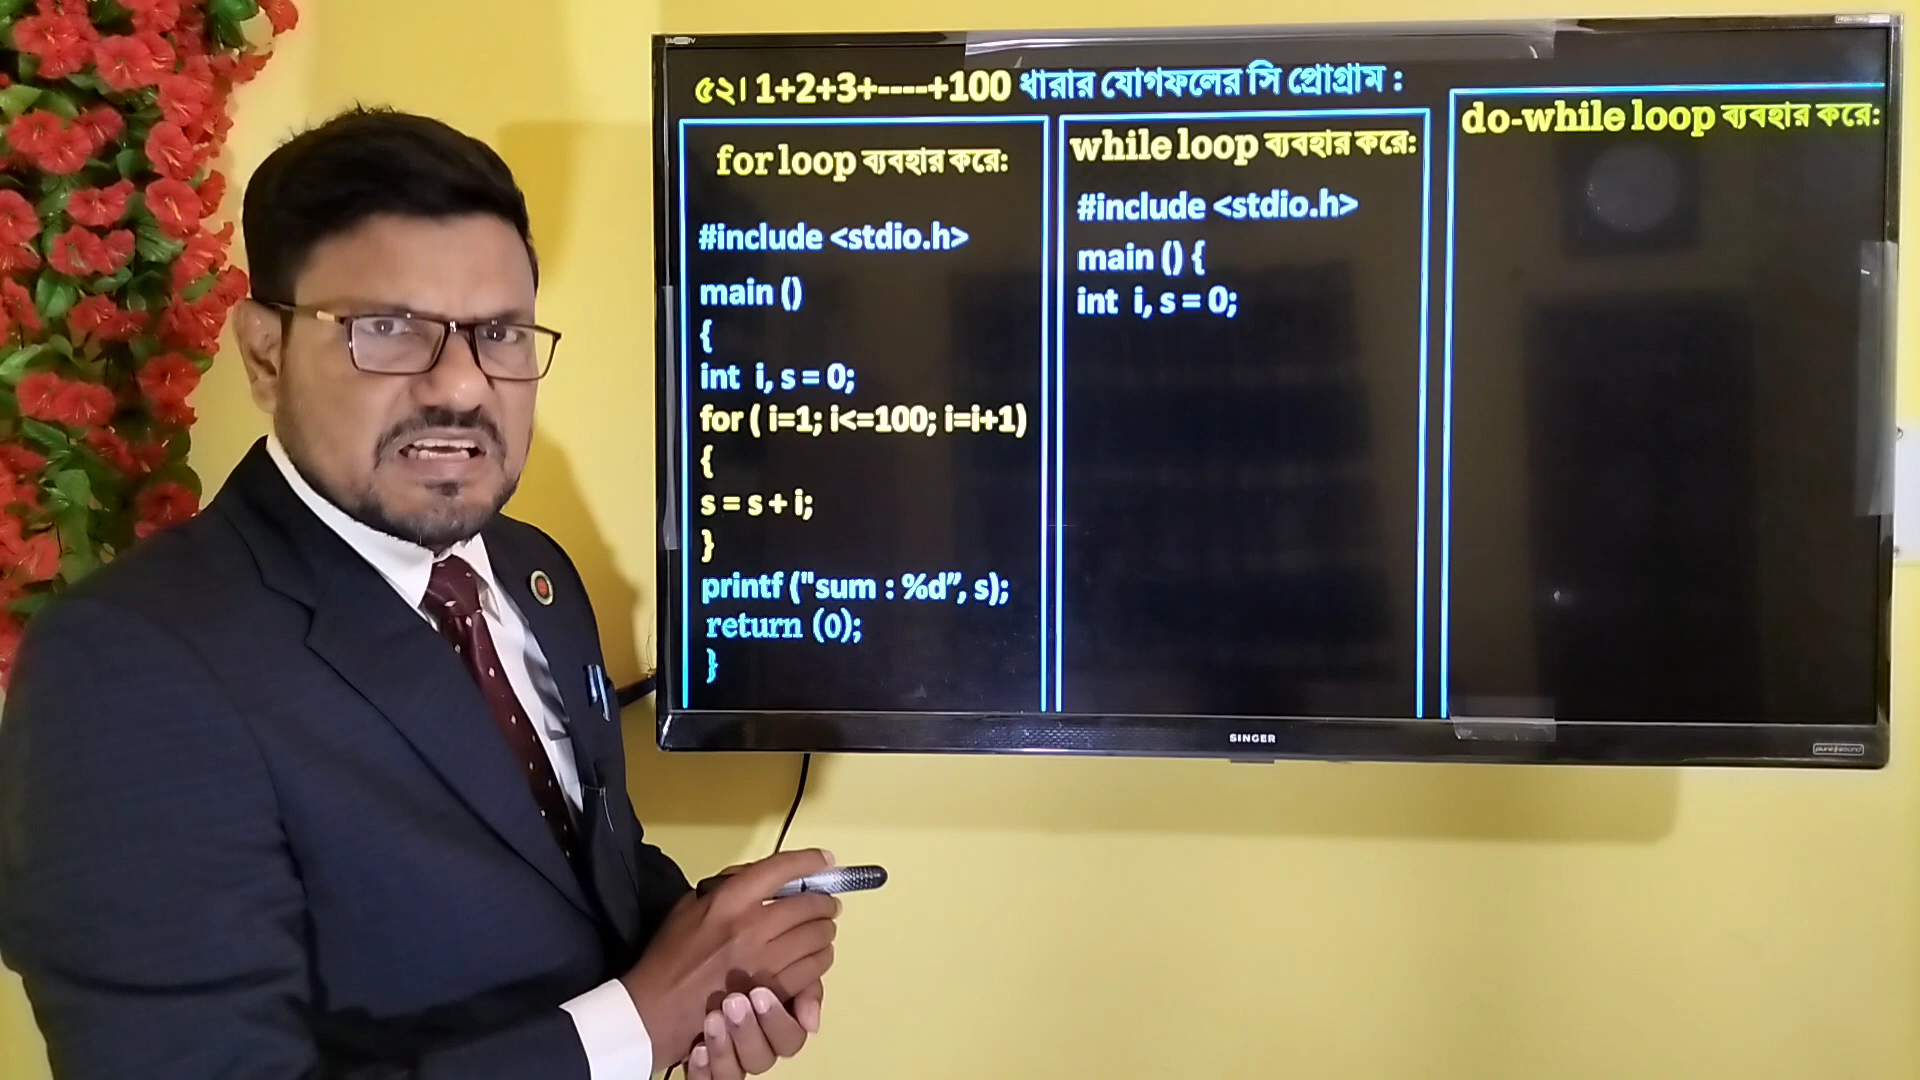 ৫২। 1+2+3+----+100 ধারার যোগফলের সি প্রোগ্রাম :
for loop ব্যবহার করে:
#include <stdio.h>
main ()
{
int i, s = 0;
for ( i=1; i<=100; i=i+1)
{
s = s + i;
}
printf ("sum : %d”, s);
return (0);
}
while loop ব্যবহার করে:
#include <stdio.h>
main () {
int i, s = 0;
do-while loop ব্যবহার করে:
SINGER